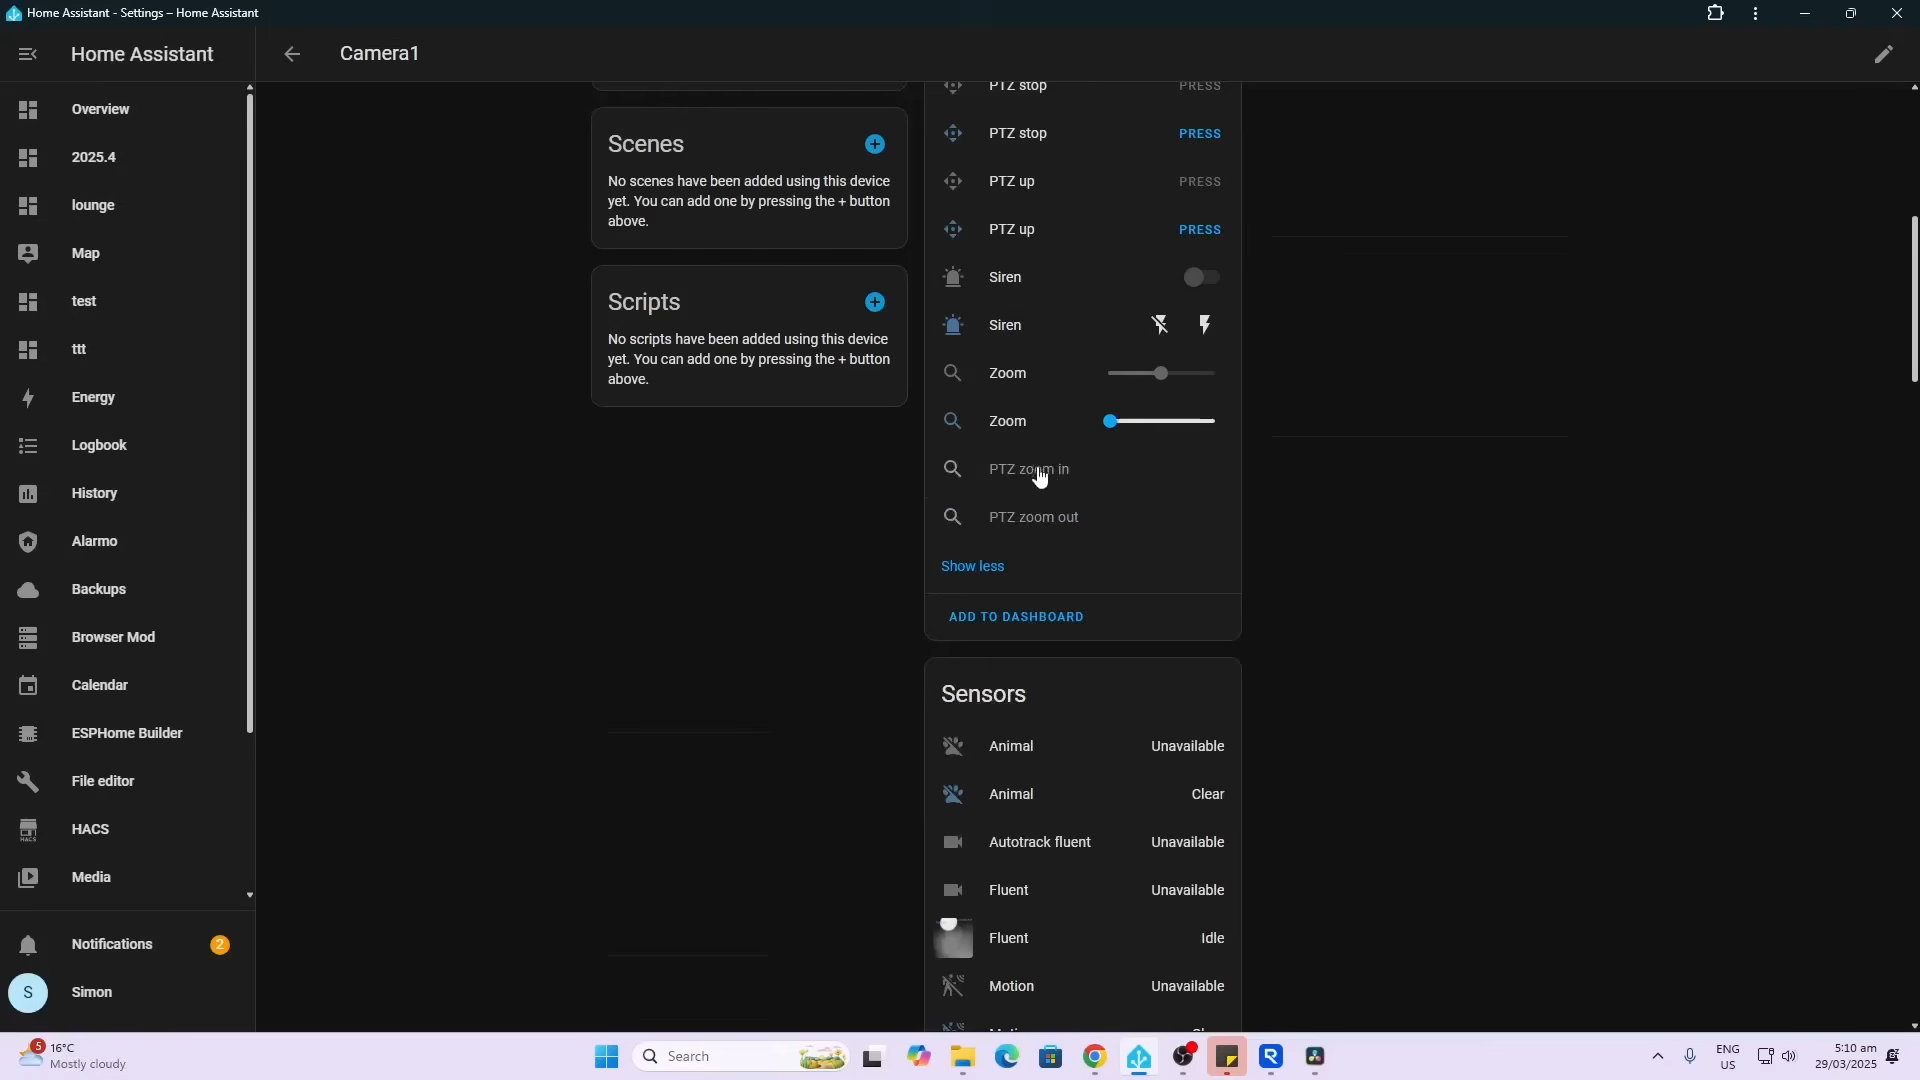 Home Assistant - Settings – Home Assistant
Home Assistant
Camera1
Overview
2025.4
lounge
Map
test
ttt
Energy
Logbook
History
Alarmo
Backups
Browser Mod
Calendar
ESPHome Builder
File editor
HACS
Media
Notifications
2
S
Simon
Scenes
No scenes have been added using this device
yet. You can add one by pressing the + button
above.
Scripts
No scripts have been added using this device
yet. You can add one by pressing the + button
above.
PTZ stop PRESS
PTZ stop PRESS
PTZ up PRESS
PTZ up PRESS
Siren
Siren
Zoom
Zoom
PTZ zoom in
PTZ zoom out
Show less
ADD TO DASHBOARD
Sensors
Animal Unavailable
Animal Clear
Autotrack fluent Unavailable
Fluent Unavailable
Fluent Idle
Motion Unavailable
5
16°C
Mostly cloudy
Search
ENG
US
5:10 am
29/03/2025